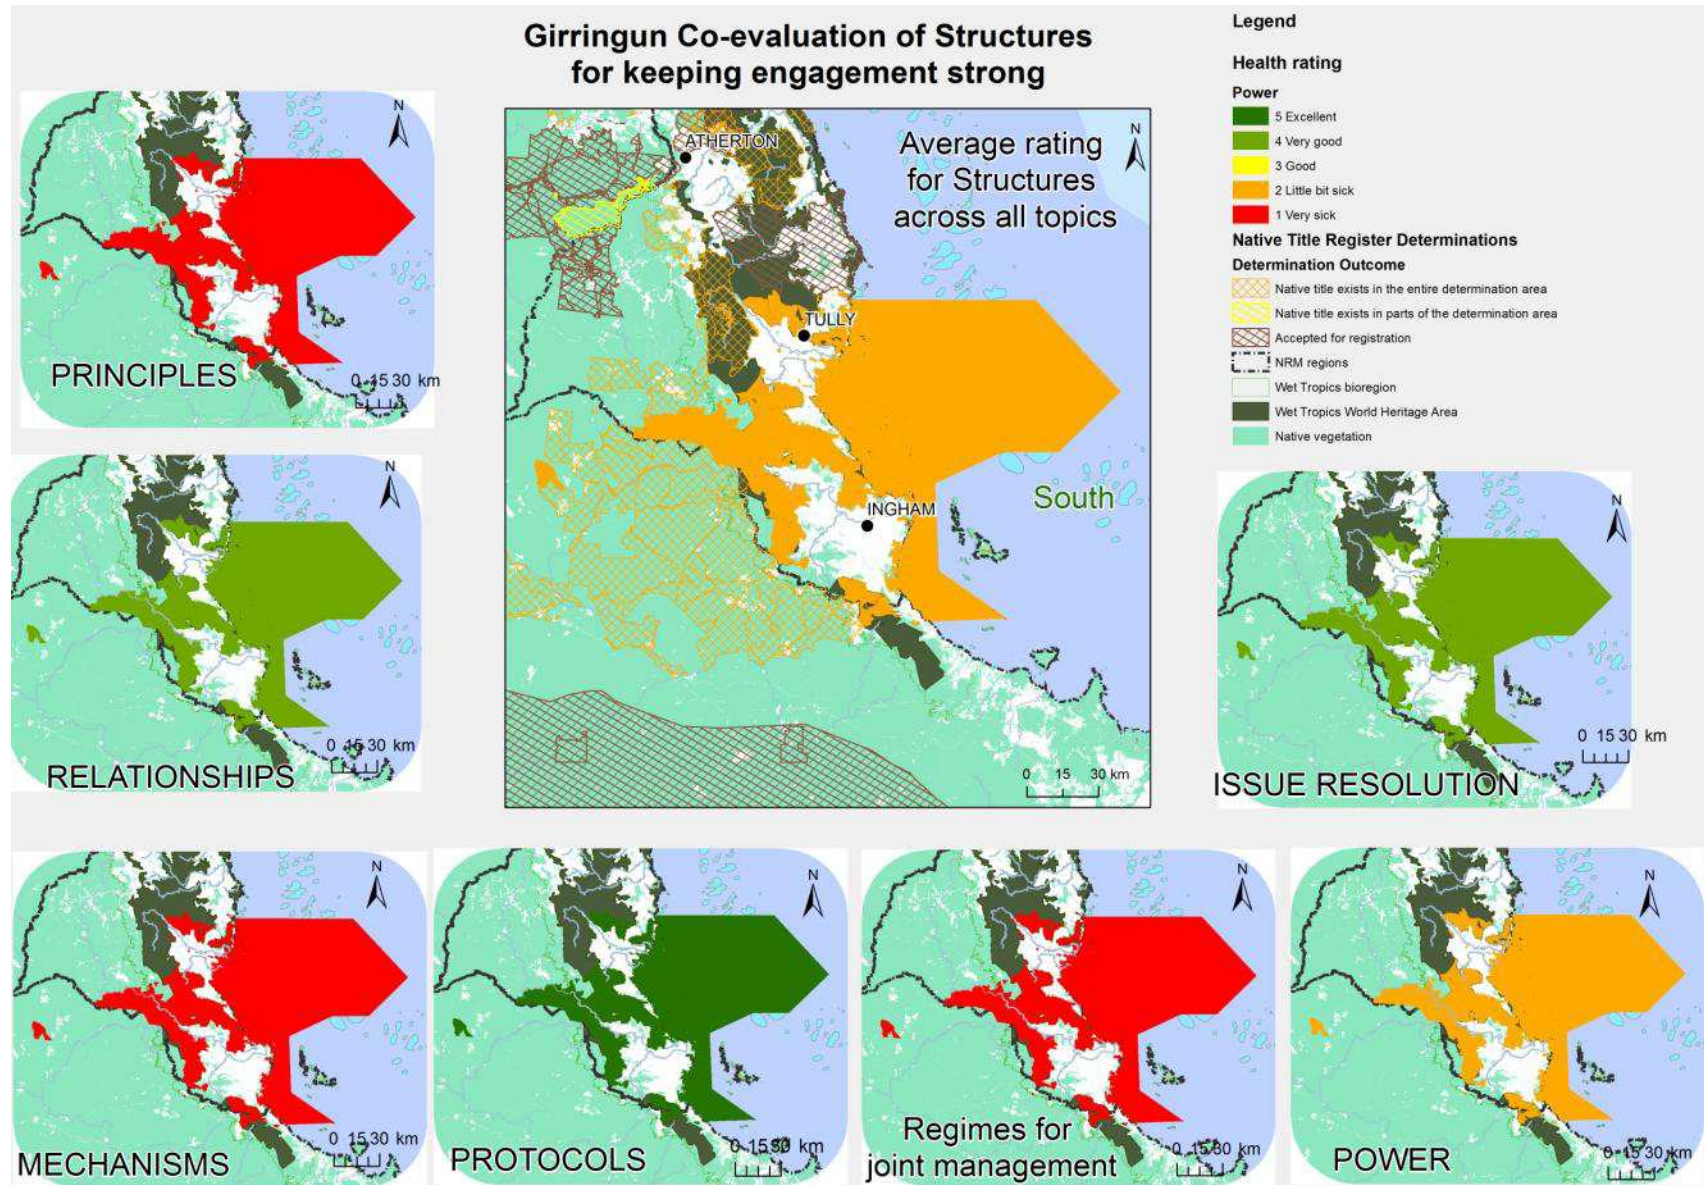 Girringun Co-evaluation of Structures
for keeping engagement strong
Legend
Health rating
Power
5 Excellent
4 Very good
3 Good
2 Little bit sick
1 Very sick
Native Title Register Determinations
Determination Outcome
Native title exists in the entire determination area
Native title exists in parts of the determination area
Accepted for registration
NRM regions
Wet Tropics bioregion
Wet Tropics World Heritage Area
Native vegetation
N
PRINCIPLES
0 15 30 km
N
Average rating
for Structures
across all topics
ATHERTON
TULLY
INGHAM
South
0 15 30 km
N
RELATIONSHIPS
0 15 30 km
N
ISSUE RESOLUTION
0 15 30 km
N
MECHANISMS
0 15 30 km
N
PROTOCOLS
0 15 30 km
N
Regimes for
joint management
0 15 30 km
N
POWER
0 15 30 km